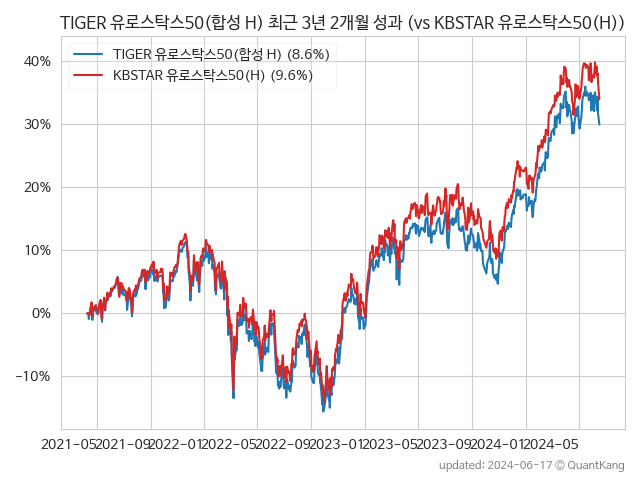 TIGER 유로스탁스50(합성 H) 최근 3년 2개월 성과 (vs KBSTAR 유로스탁스50(H))
TIGER 유로스탁스50(합성 H) (8.6%)
KBSTAR 유로스탁스50(H) (9.6%)
40%
30%
20%
10%
0%
−10%
2021-05 2021-09 2022-01 2022-05 2022-09 2023-01 2023-05 2023-09 2024-01 2024-05
updated: 2024-06-17 © QuantKang